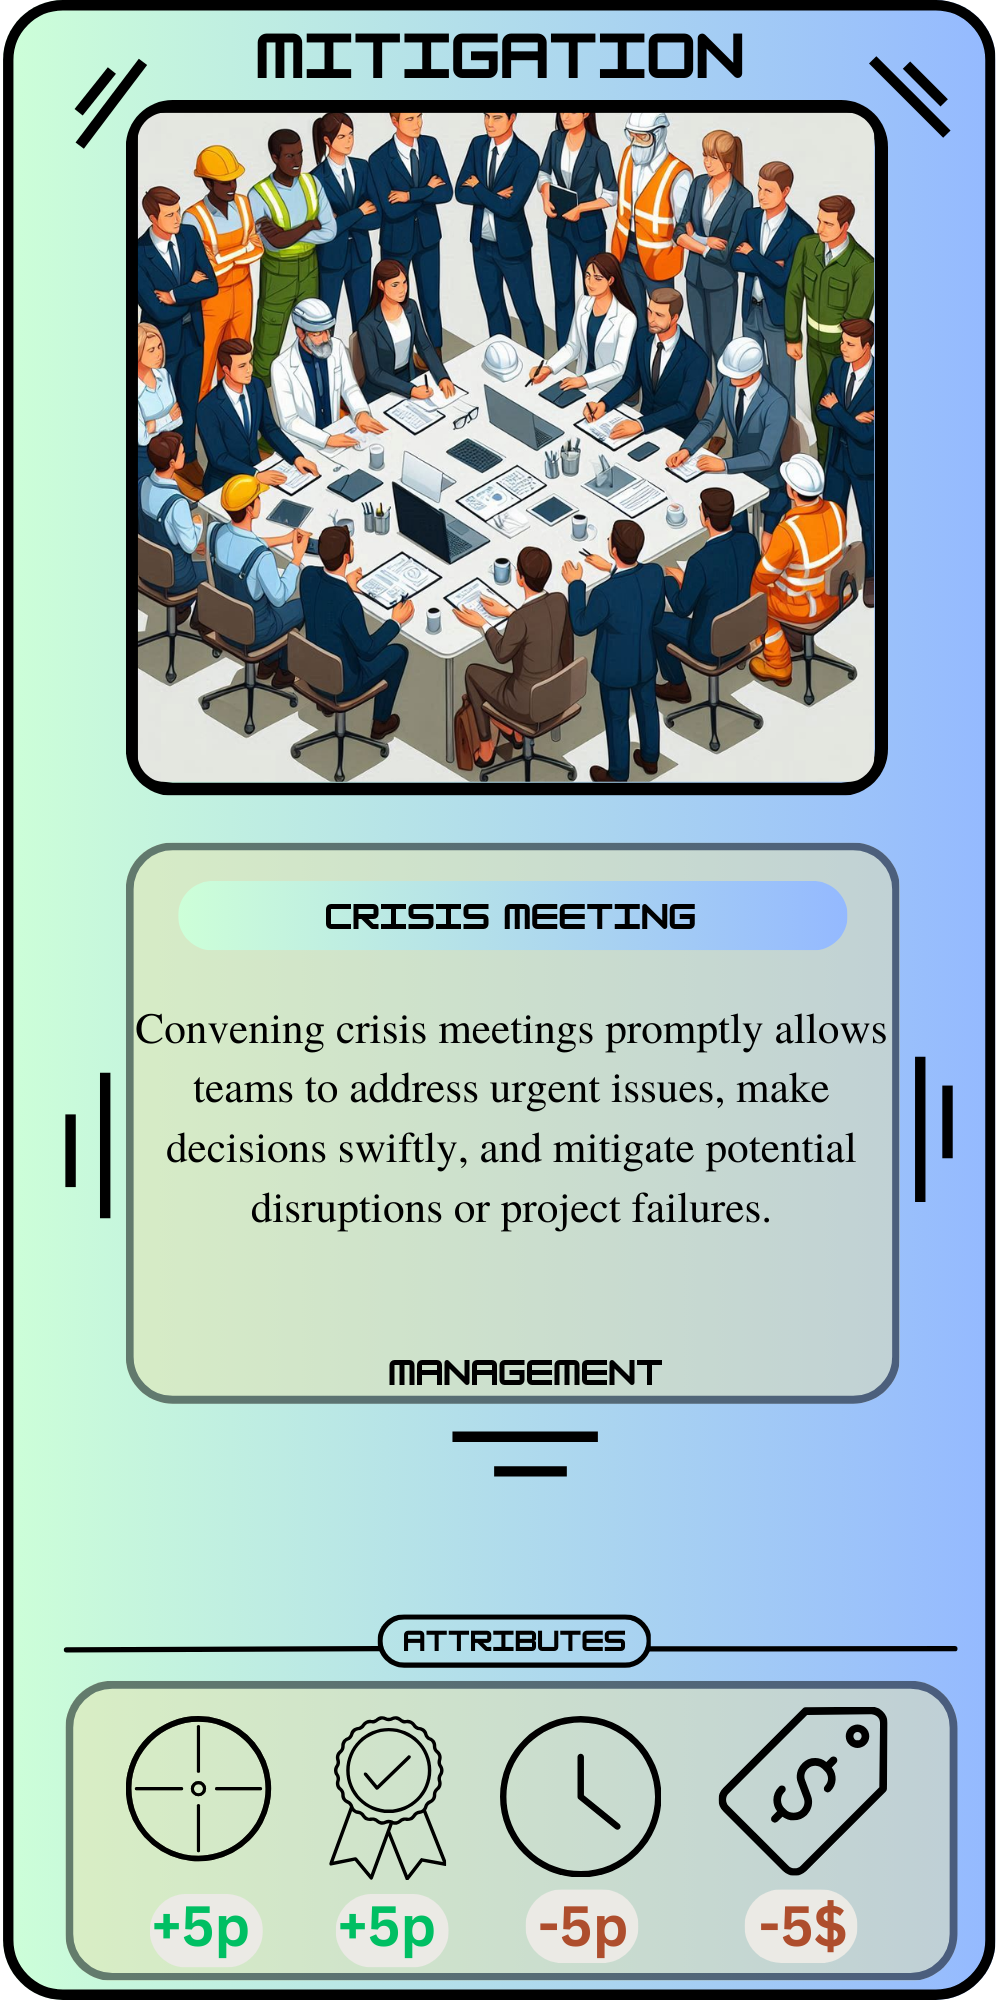 MITIGATION
CRISIS MEETING
Convening crisis meetings promptly allows
teams to address urgent issues, make
decisions swiftly, and mitigate potential
disruptions or project failures.
MANAGEMENT
ATTRIBUTES
+5p +5p -5p -5$